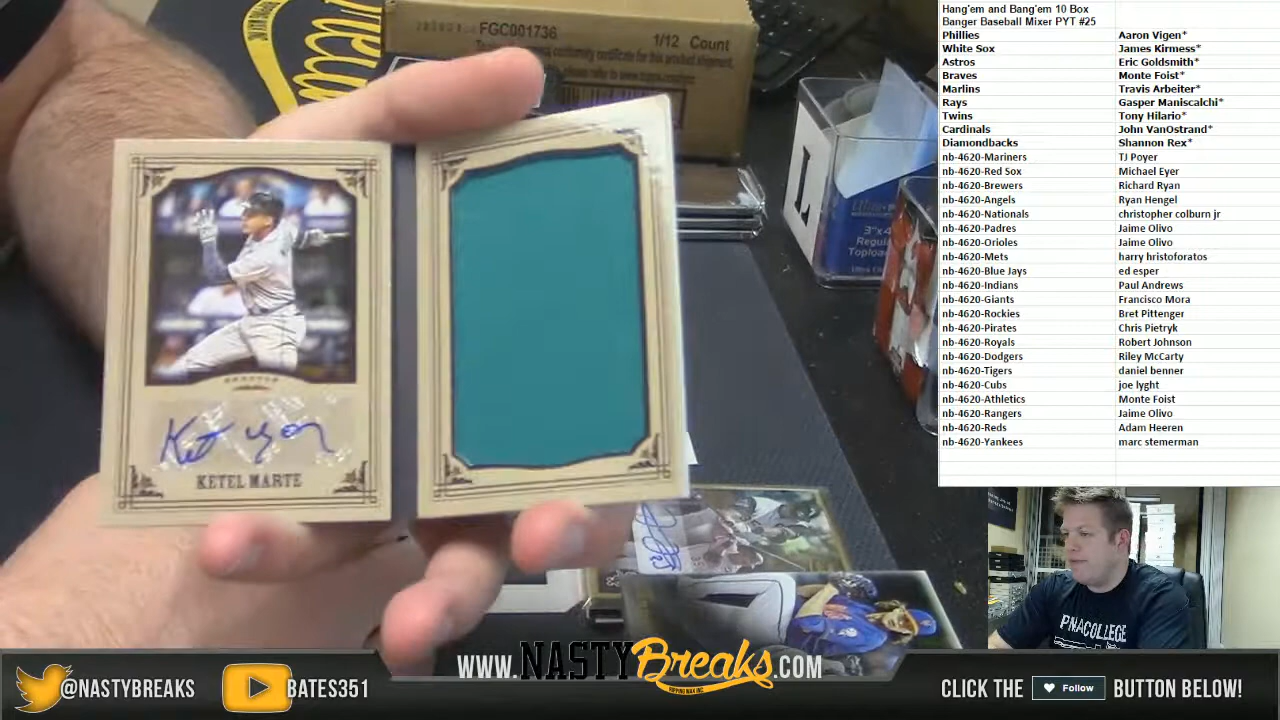 FGC001736
1/12 Count
L
3"x4"
KETEL MARTE
PINACOLLEGE
Hang'em and Bang'em 10 Box
Banger Baseball Mixer PYT #25
Phillies Aaron Vigen*
White Sox James Kirmess*
Astros Eric Goldsmith*
Braves Monte Foist*
Marlins Travis Arbeiter*
Rays Gasper Maniscalchi*
Twins Tony Hilario*
Cardinals John VanOstrand*
Diamondbacks Shannon Rex*
nb-4620-Mariners TJ Poyer
nb-4620-Red Sox Michael Eyer
nb-4620-Brewers Richard Ryan
nb-4620-Angels Ryan Hengel
nb-4620-Nationals christopher colburn jr
nb-4620-Padres Jaime Olivo
nb-4620-Orioles Jaime Olivo
nb-4620-Mets harry hristoforatos
nb-4620-Blue Jays ed esper
nb-4620-Indians Paul Andrews
nb-4620-Giants Francisco Mora
nb-4620-Rockies Bret Pittenger
nb-4620-Pirates Chris Pietryk
nb-4620-Royals Robert Johnson
nb-4620-Dodgers Riley McCarty
nb-4620-Tigers daniel benner
nb-4620-Cubs joe lyght
nb-4620-Athletics Monte Foist
nb-4620-Rangers Jaime Olivo
nb-4620-Reds Adam Heeren
nb-4620-Yankees marc stemerman
@NASTYBREAKS
BATES351
WWW.NASTYBreaks.COM
RIPPING WAX INC.
CLICK THE Follow BUTTON BELOW!